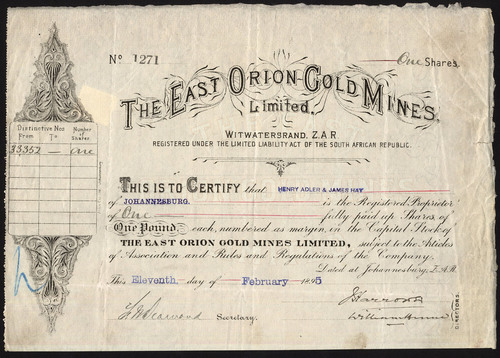 No 1271
One Shares.
THE EAST ORION GOLD MINES,
Limited.
WITWATERSRAND, Z.A.R
REGISTERED UNDER THE LIMITED LIABILITY ACT OF THE SOUTH AFRICAN REPUBLIC.
Distinctive Nos Number
From To of Shares
33352 — One
THIS IS TO CERTIFY that HENRY ADLER & JAMES HAY
of JOHANNESBURG. is the Registered Proprietor
of One fully paid up Shares of
One Pound each, numbered as margin, in the Capital Stock of
THE EAST ORION GOLD MINES LIMITED, subject to the Articles
of Association and Rules and Regulations of the Company.
Dated at Johannesburg, Z.A.R.
This Eleventh day of February 1895
Secretary.
DIRECTORS.